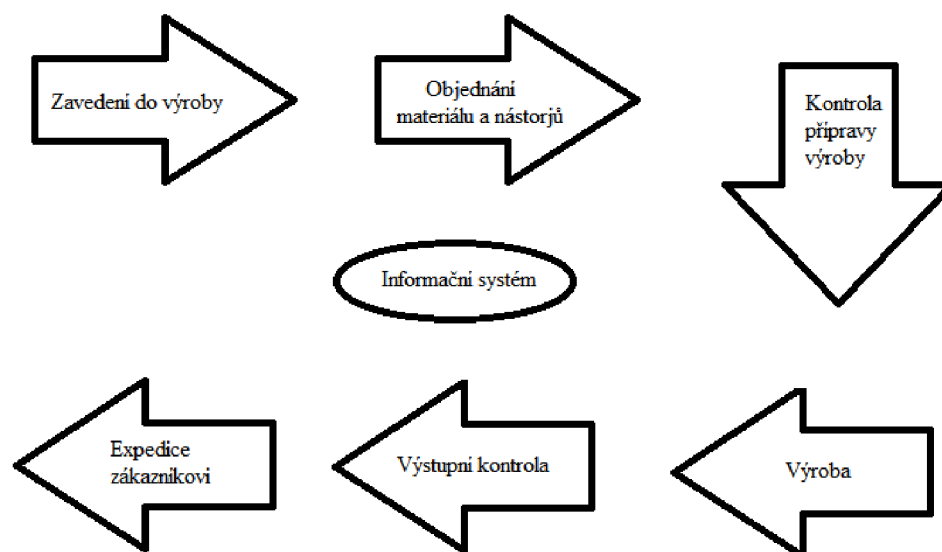 Zavedení do výroby
Objednání
materiálu a nástorjů
Kontrola
přípravy
výroby
Informační systém
Expedice
zákazníkovi
Výstupní kontrola
Výroba